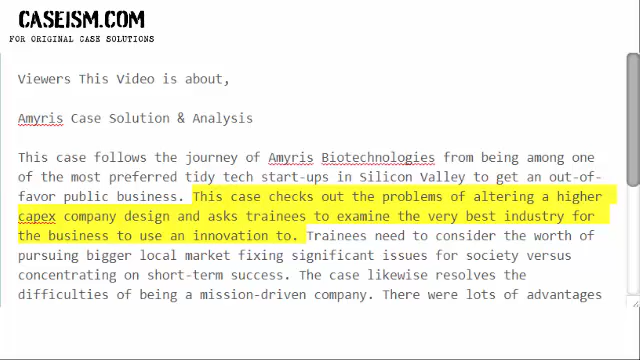 CASEISM.COM
FOR ORIGINAL CASE SOLUTIONS
Viewers This Video is about,
Amyris Case Solution & Analysis
This case follows the journey of Amyris Biotechnologies from being among one
of the most preferred tidy tech start-ups in Silicon Valley to get an out-of-
favor public business. This case checks out the problems of altering a higher
capex company design and asks trainees to examine the very best industry for
the business to use an innovation to. Trainees need to consider the worth of
pursuing bigger local market fixing significant issues for society versus
concentrating on short-term success. The case likewise resolves the
difficulties of being a mission-driven company. There were lots of advantages